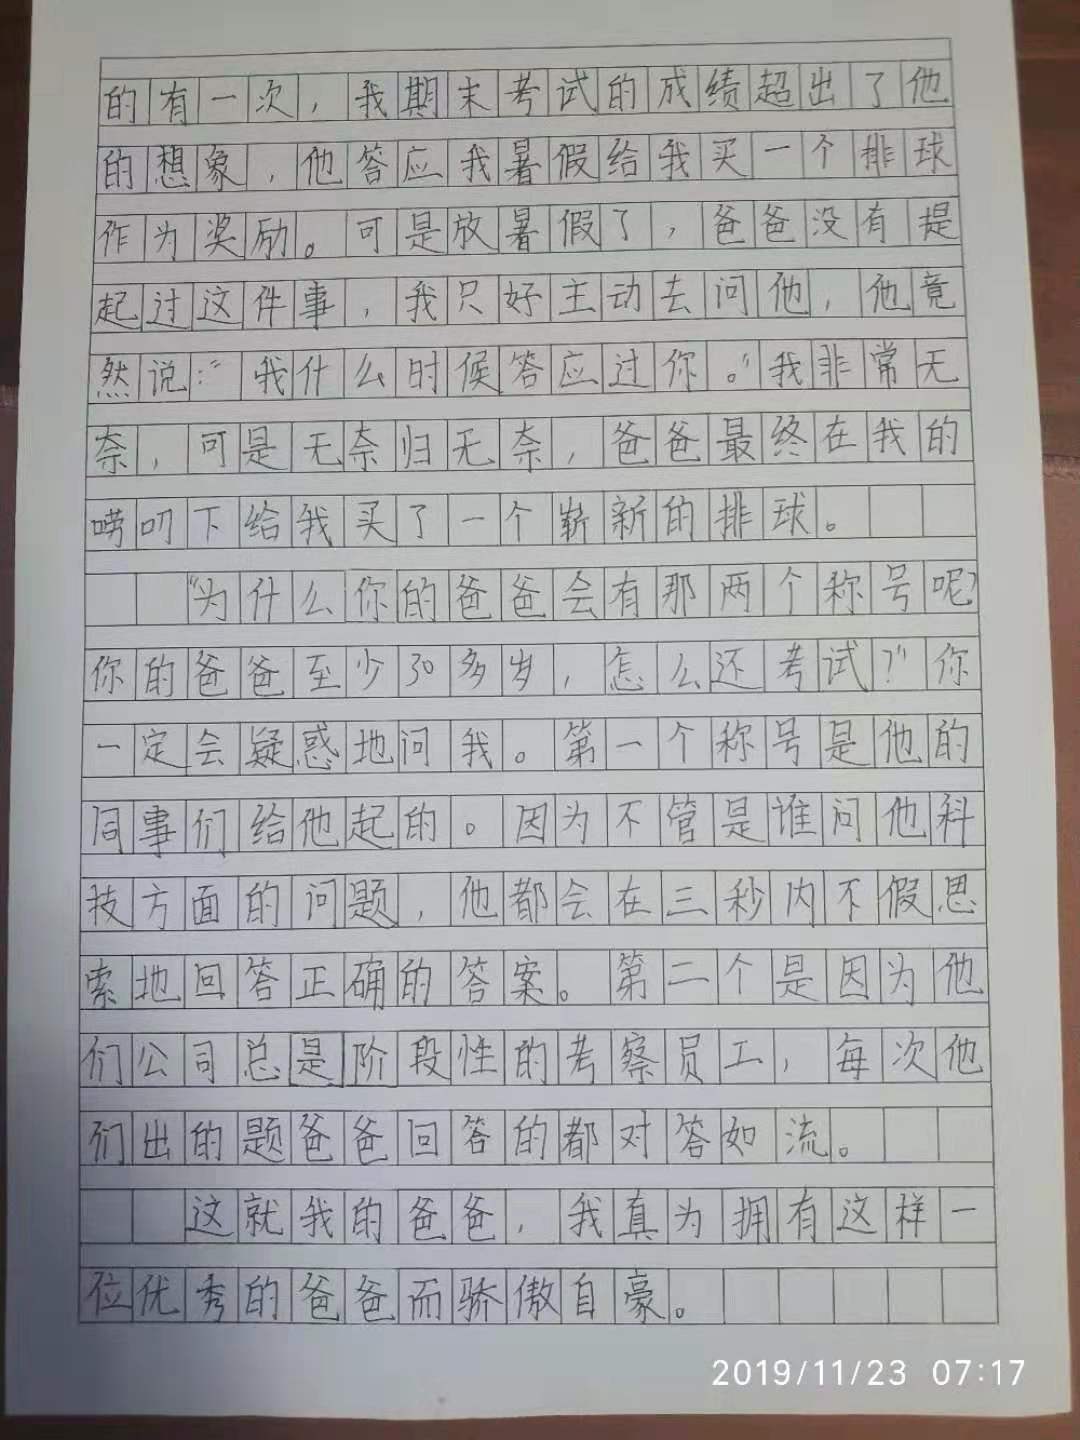 的有一次，我期末考试的成绩超出了他
的想象，他答应我暑假给我买一个排球
作为奖励。可是放暑假了，爸爸没有提
起过这件事，我只好主动去问他，他竟
然说：“我什么时候答应过你。”我非常无
奈，可是无奈归无奈，爸爸最终在我的
唠叨下给我买了一个崭新的排球。
“为什么你的爸爸会有那两个称号呢？
你的爸爸至少30多岁，怎么还考试？”你
一定会疑惑地问我。第一个称号是他的
同事们给他起的。因为不管是谁问他科
技方面的问题，他都会在三秒内不假思
索地回答正确的答案。第二个是因为他
们公司总是阶段性的考察员工，每次他
们出的题爸爸回答的都对答如流。
这就我的爸爸，我真为拥有这样一
位优秀的爸爸而骄傲自豪。
2019/11/23 07:17